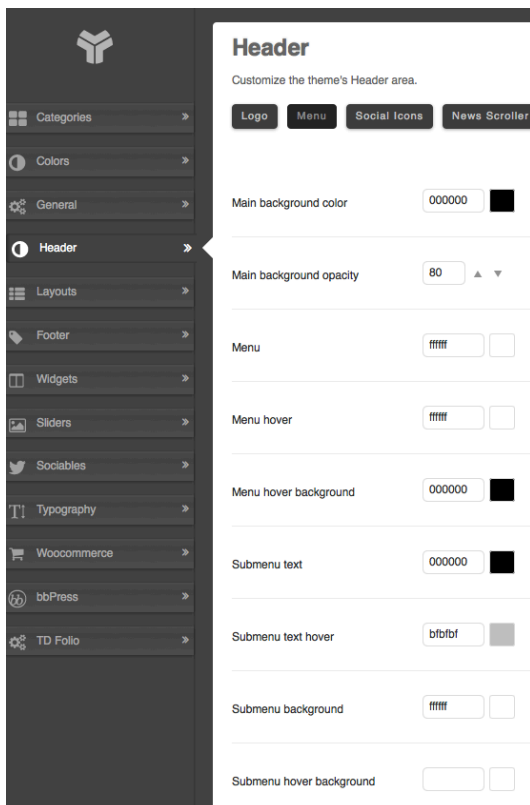 Categories
Colors
General
Header
Layouts
Footer
Widgets
Sliders
Sociables
Typography
Woocommerce
bbPress
TD Folio
Header
Customize the theme's Header area.
Logo Menu Social Icons News Scroller
Main background color 000000
Main background opacity 80
Menu ffffff
Menu hover ffffff
Menu hover background 000000
Submenu text 000000
Submenu text hover bfbfbf
Submenu background ffffff
Submenu hover background